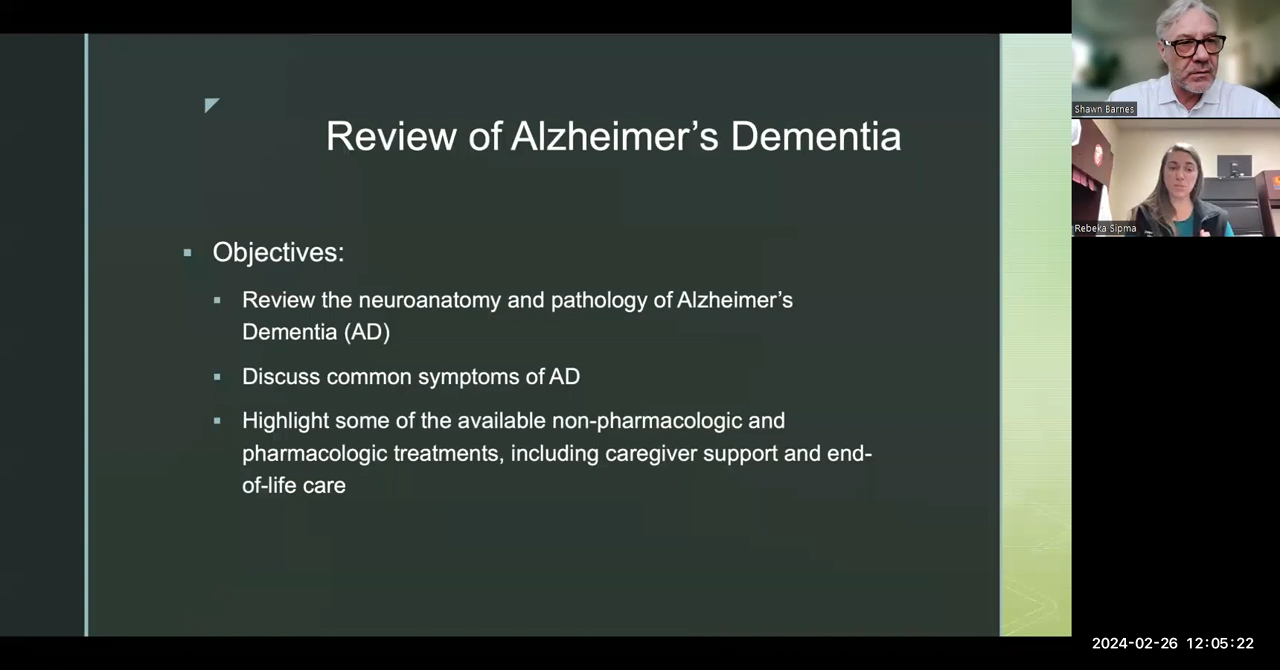 Review of Alzheimer's Dementia
Objectives:
Review the neuroanatomy and pathology of Alzheimer's
Dementia (AD)
Discuss common symptoms of AD
Highlight some of the available non-pharmacologic and
pharmacologic treatments, including caregiver support and end-
of-life care
Shawn Barnes
Rebeka Sipma
2024-02-26 12:05:22